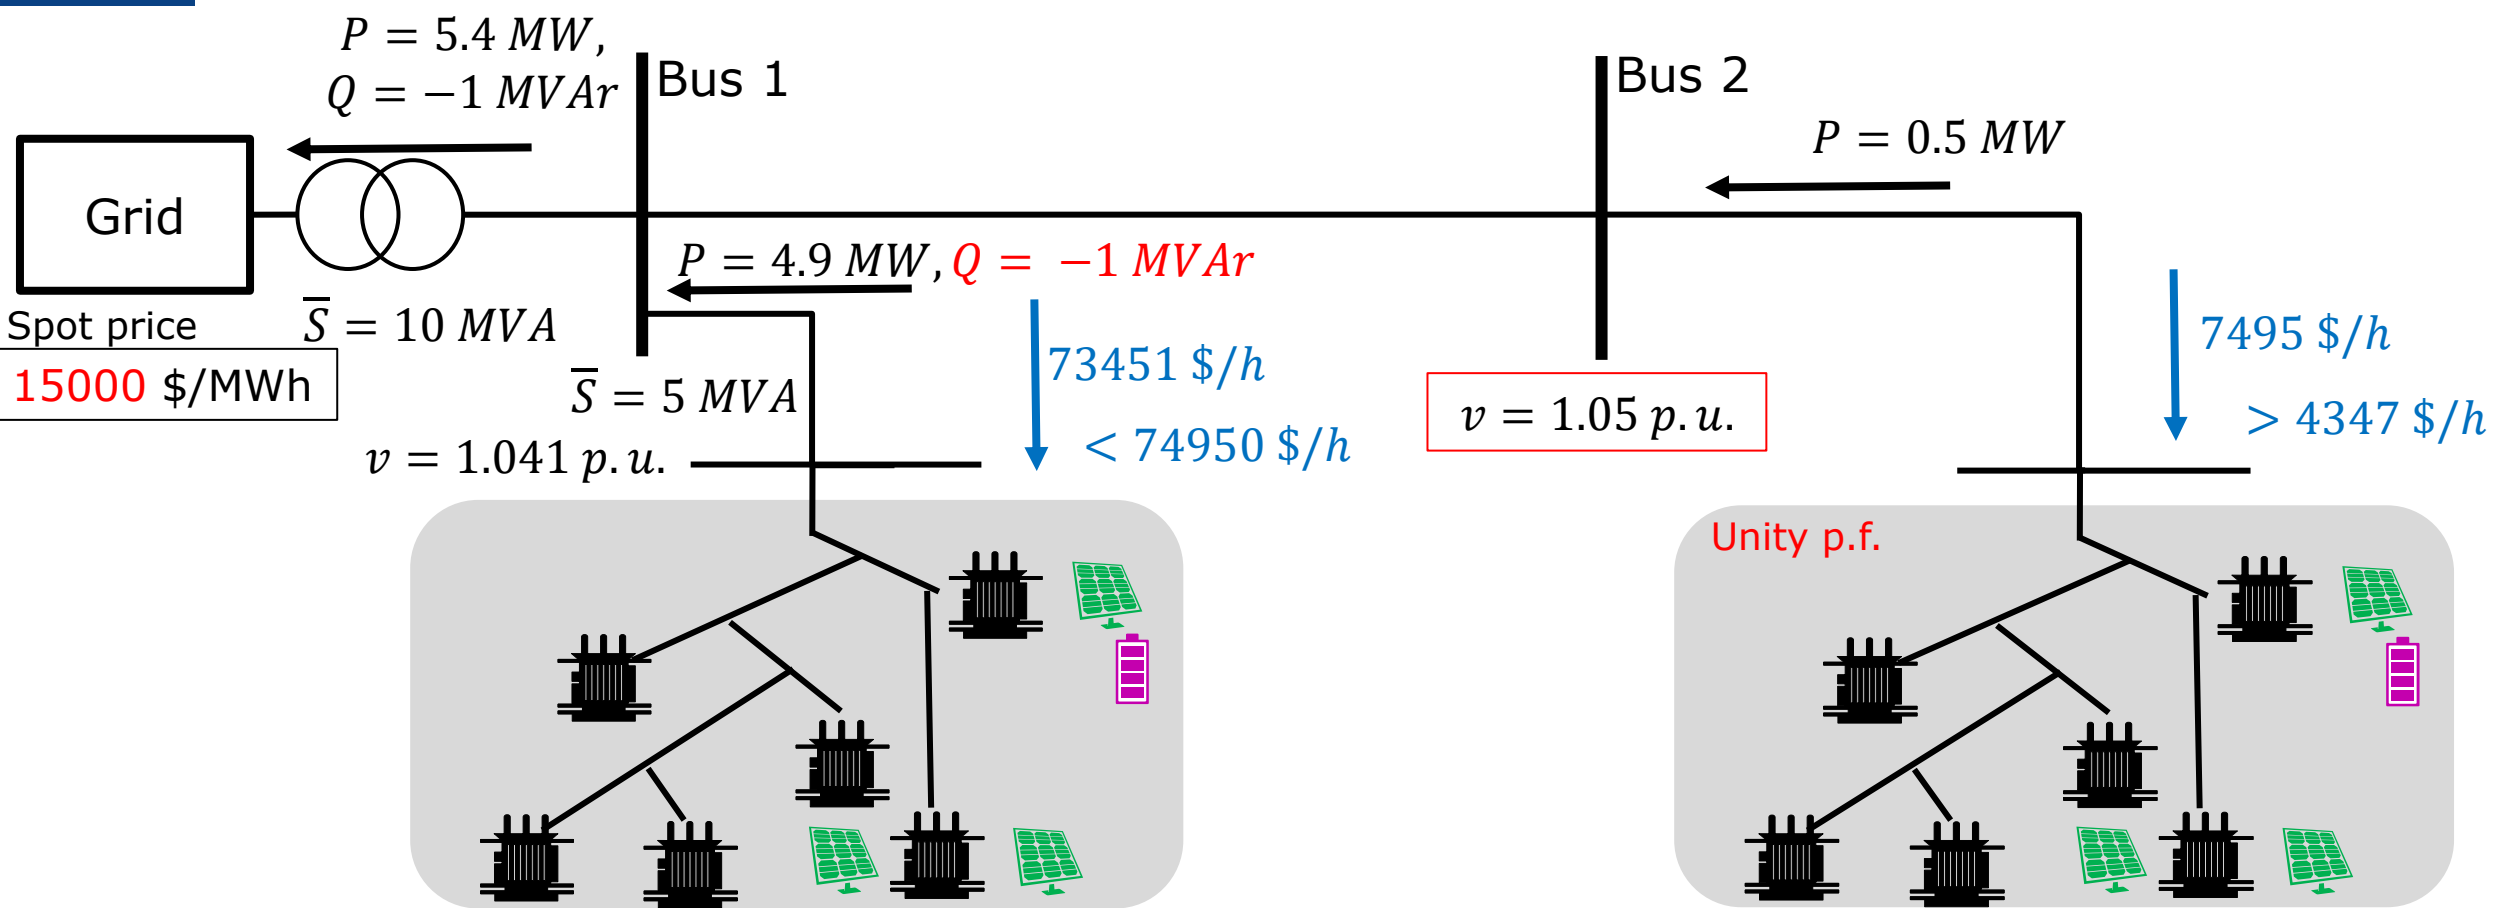 P = 5.4 MW,
Q = −1 MVAr
Bus 1
Bus 2
P = 0.5 MW
Grid
P = 4.9 MW, Q = −1 MVAr
Spot price
15000 $/MWh
S̅ = 10 MVA
S̅ = 5 MVA
v = 1.041 p.u.
73451 $/h
< 74950 $/h
v = 1.05 p.u.
7495 $/h
> 4347 $/h
Unity p.f.